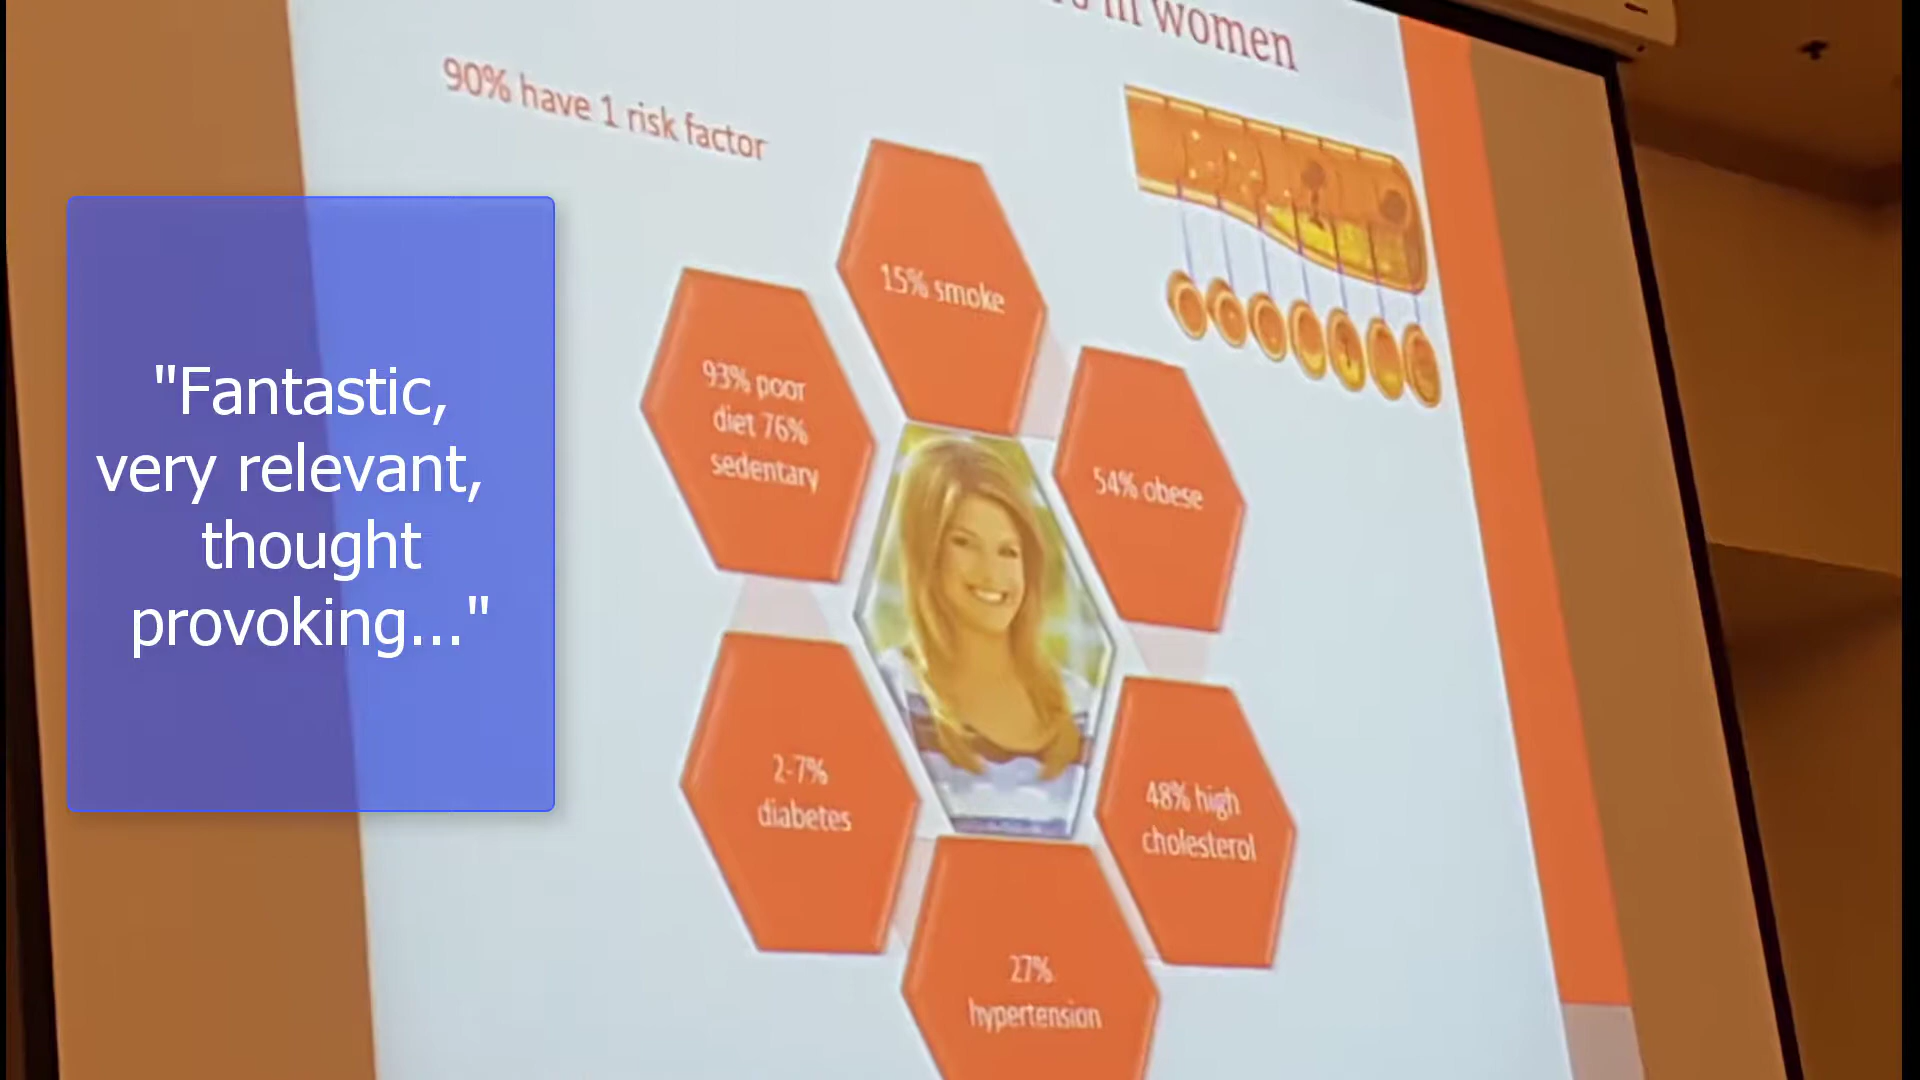 in women
90% have 1 risk factor
15% smoke
93% poor
diet 76%
sedentary
54% obese
"Fantastic,
very relevant,
thought
provoking..."
2-7%
diabetes
48% high
cholesterol
27%
hypertension